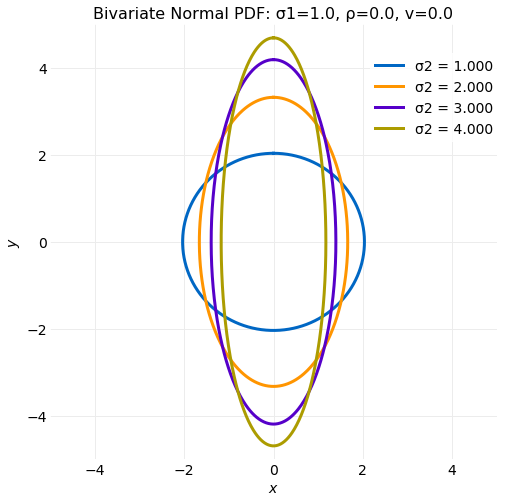 Bivariate Normal PDF: σ1=1.0, ρ=0.0, v=0.0
σ2 = 1.000
σ2 = 2.000
σ2 = 3.000
σ2 = 4.000
4
2
0
−2
−4
y
−4 −2 0 2 4
x